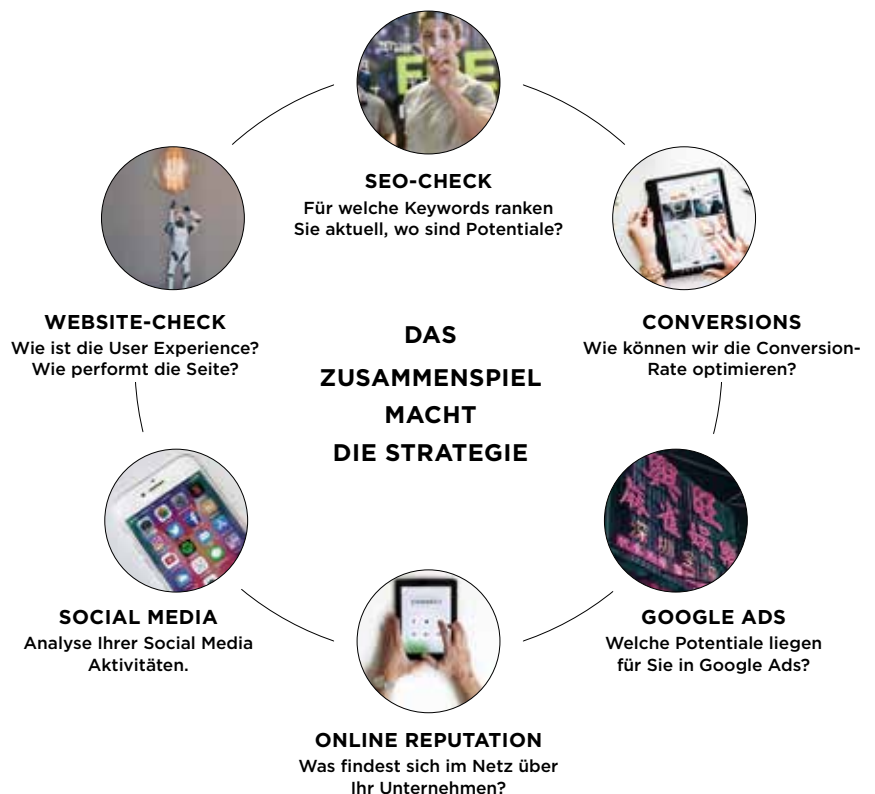 SEO-CHECK
Für welche Keywords ranken
Sie aktuell, wo sind Potentiale?
CONVERSIONS
Wie können wir die Conversion-
Rate optimieren?
GOOGLE ADS
Welche Potentiale liegen
für Sie in Google Ads?
ONLINE REPUTATION
Was findest sich im Netz über
Ihr Unternehmen?
SOCIAL MEDIA
Analyse Ihrer Social Media
Aktivitäten.
WEBSITE-CHECK
Wie ist die User Experience?
Wie performt die Seite?
DAS
ZUSAMMENSPIEL
MACHT
DIE STRATEGIE